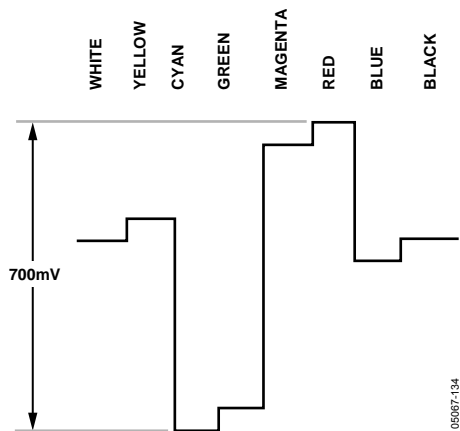 WHITE
YELLOW
CYAN
GREEN
MAGENTA
RED
BLUE
BLACK
700mV
05067-134